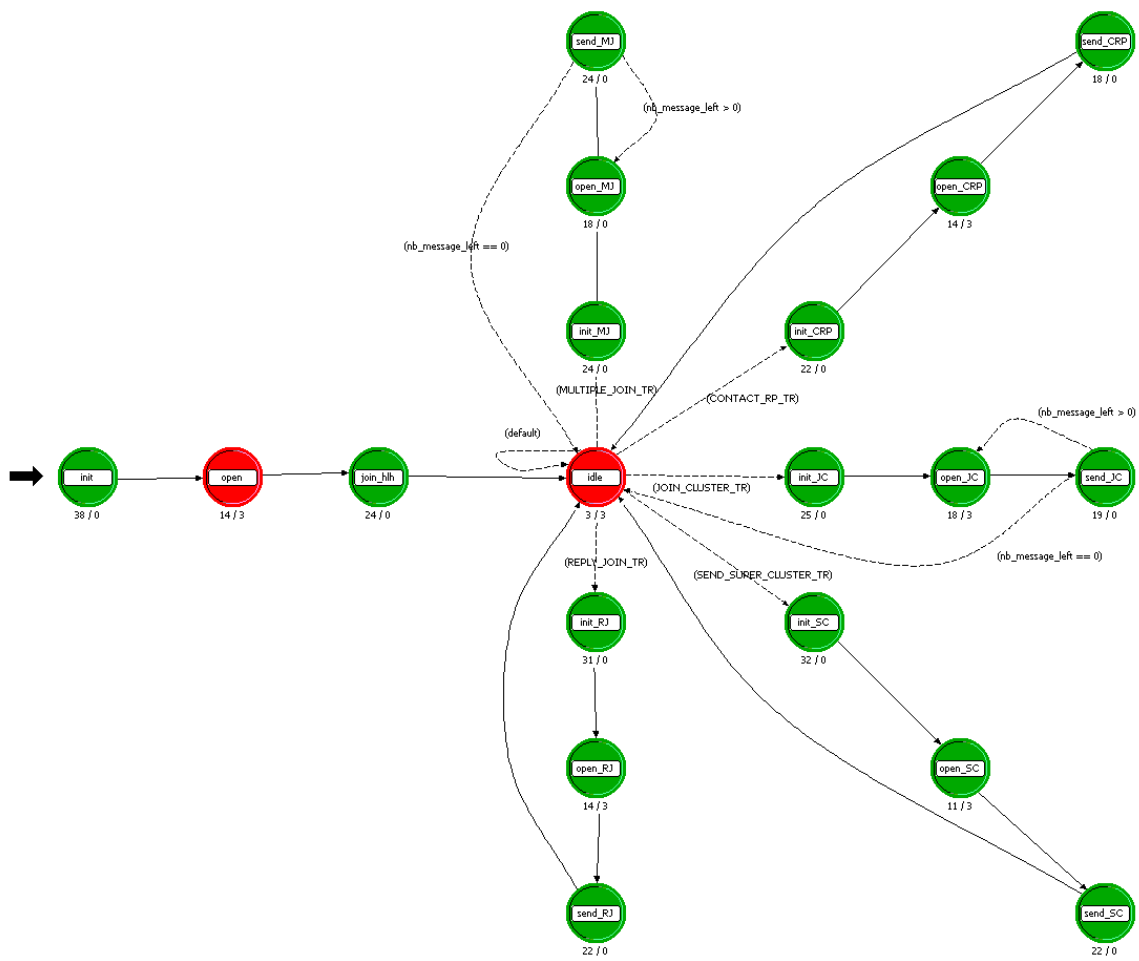 send_MJ
send_CRP
24 / 0
18 / 0
(nb_message_left > 0)
open_MJ
open_CRP
18 / 0
14 / 3
(nb_message_left == 0)
init_MJ
init_CRP
24 / 0
22 / 0
(MULTIPLE_JOIN_TR)
(CONTACT_RP_TR)
(nb_message_left > 0)
(default)
init
open
join_hlh
idle
init_JC
open_JC
send_JC
(JOIN_CLUSTER_TR)
38 / 0
14 / 3
24 / 0
3 / 3
25 / 0
18 / 3
19 / 0
(nb_message_left == 0)
(REPLY_JOIN_TR)
(SEND_SUPER_CLUSTER_TR)
init_RJ
init_SC
31 / 0
32 / 0
open_RJ
open_SC
14 / 3
11 / 3
send_RJ
send_SC
22 / 0
22 / 0